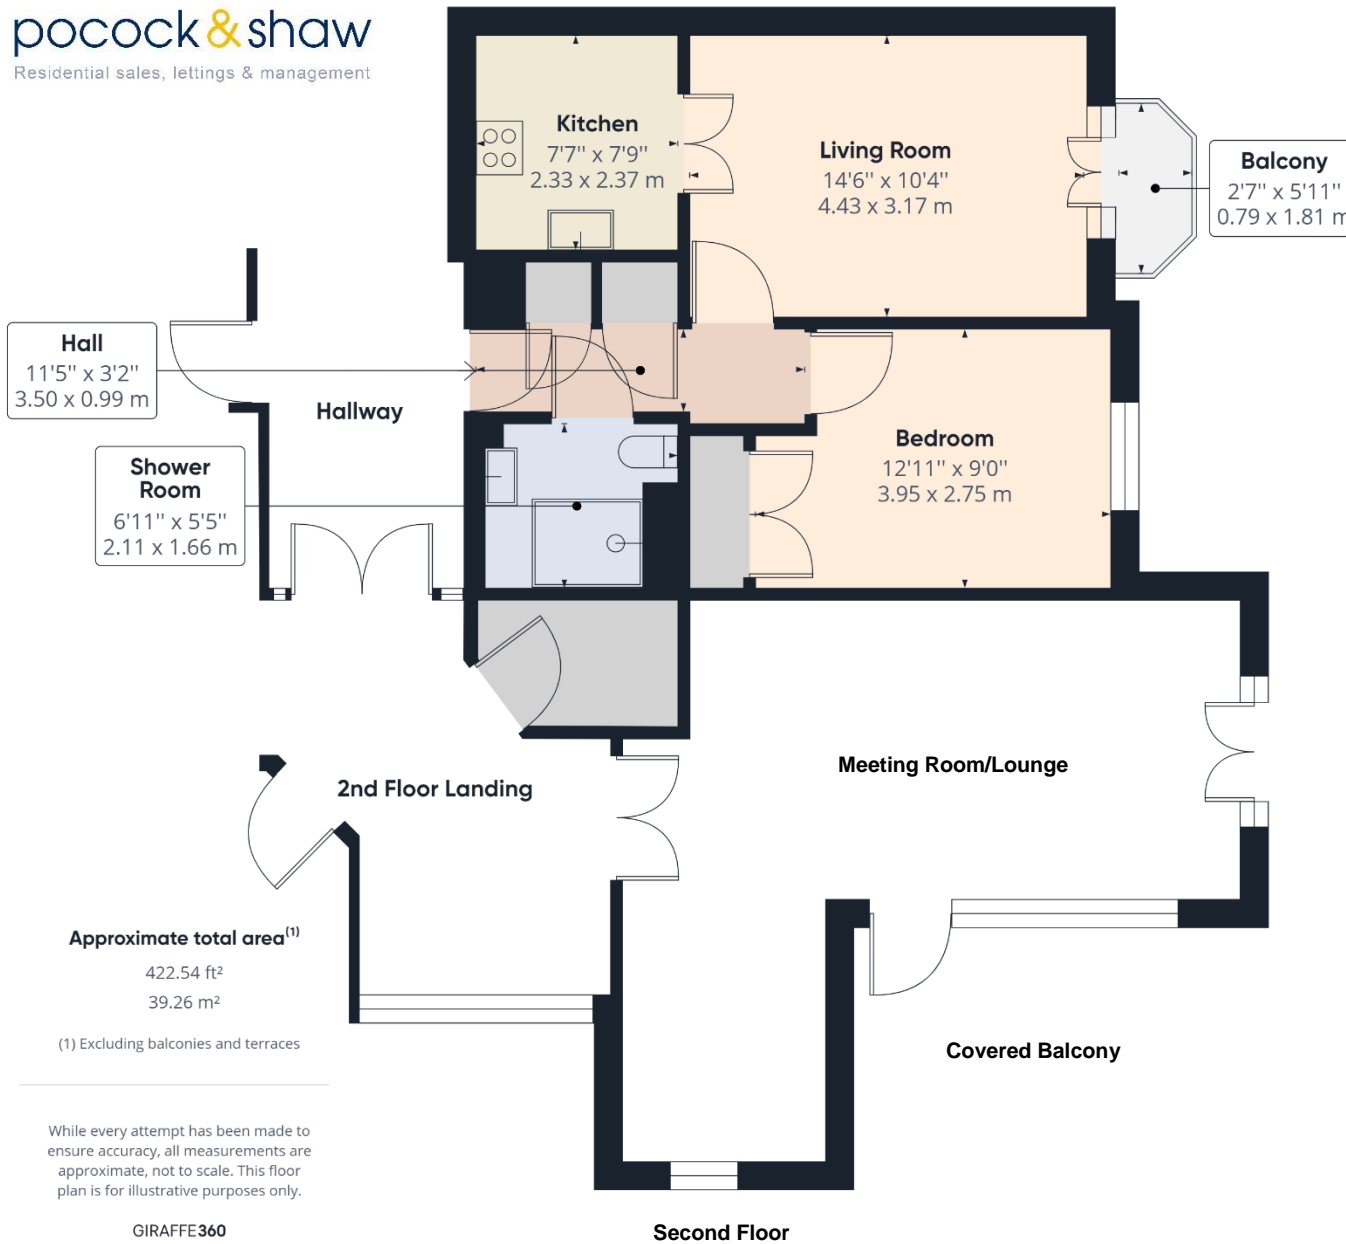 pocock & shaw
Residential sales, lettings & management
Kitchen
7'7" x 7'9"
2.33 x 2.37 m
Living Room
14'6" x 10'4"
4.43 x 3.17 m
Balcony
2'7" x 5'11"
0.79 x 1.81 m
Hall
11'5" x 3'2"
3.50 x 0.99 m
Hallway
Shower
Room
6'11" x 5'5"
2.11 x 1.66 m
Bedroom
12'11" x 9'0"
3.95 x 2.75 m
Meeting Room/Lounge
2nd Floor Landing
Approximate total area(1)
422.54 ft²
39.26 m²
(1) Excluding balconies and terraces
Covered Balcony
While every attempt has been made to
ensure accuracy, all measurements are
approximate, not to scale. This floor
plan is for illustrative purposes only.
GIRAFFE360
Second Floor